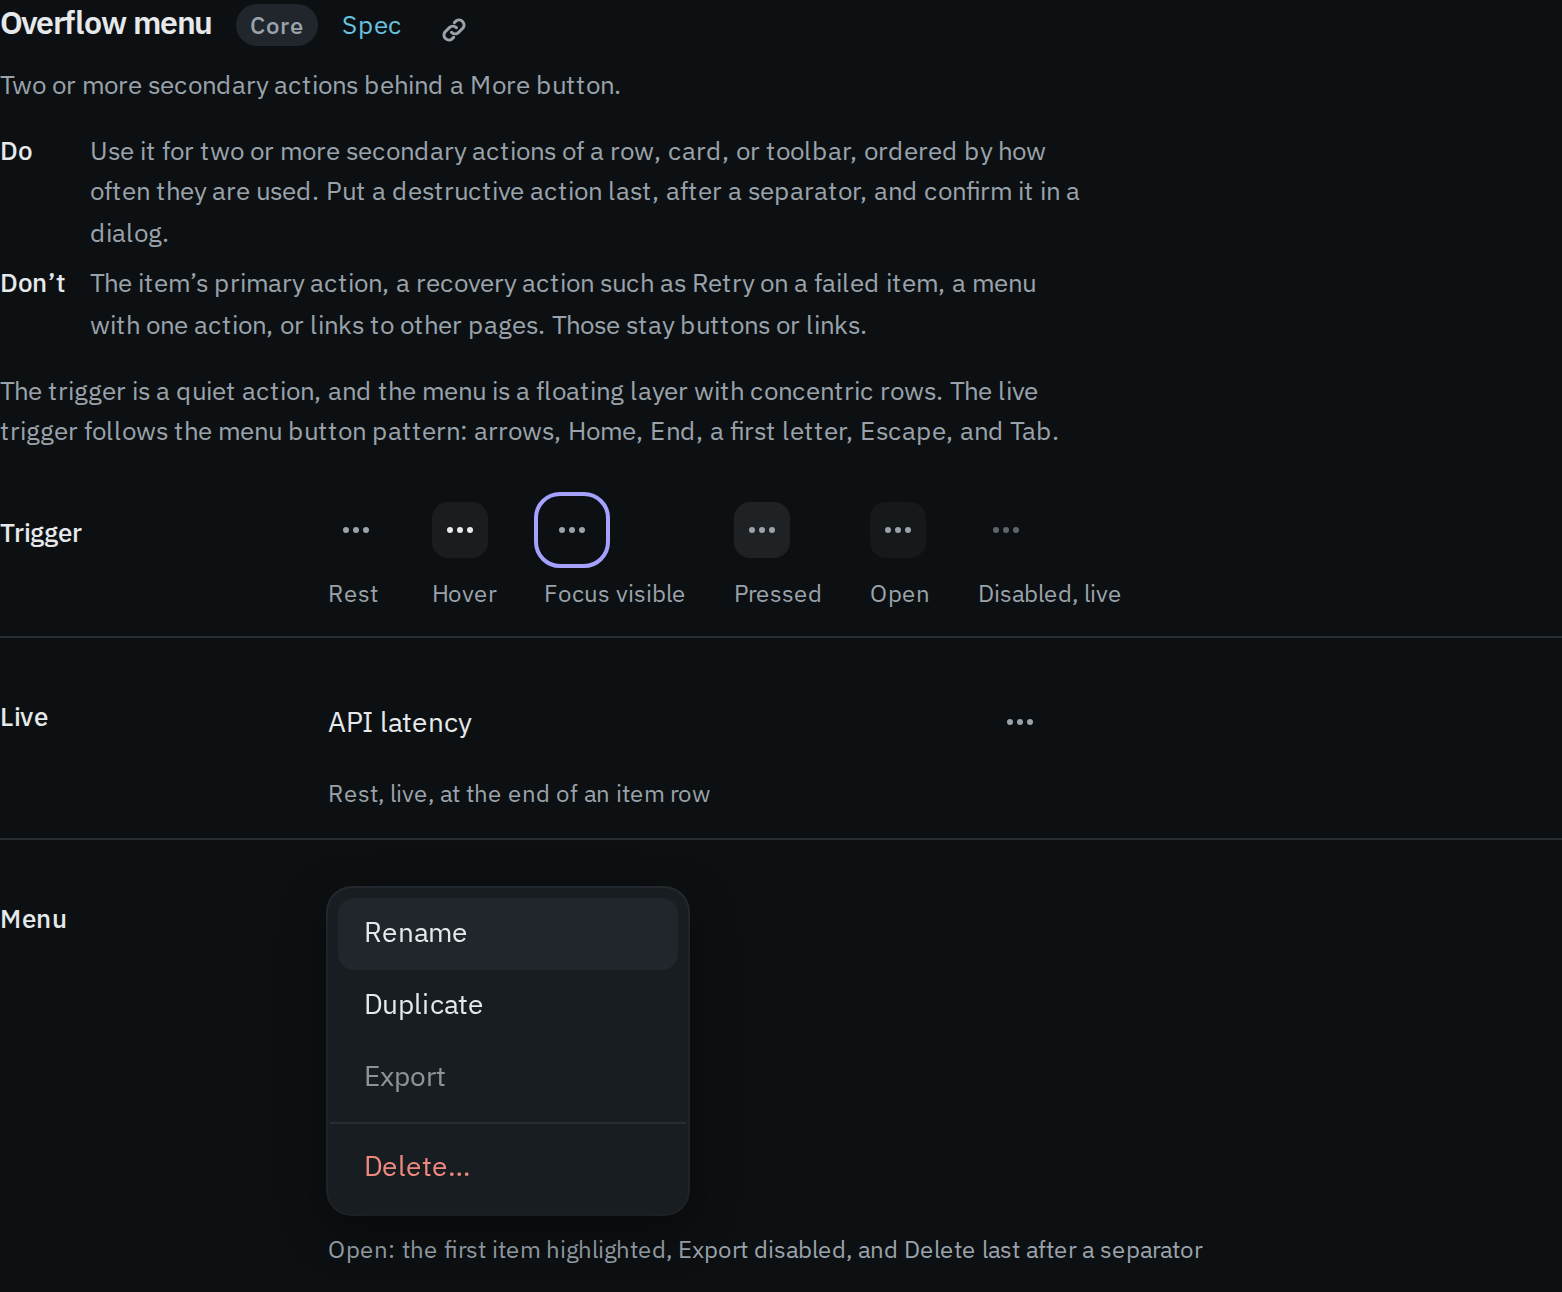 Overflow menu Core Spec
Two or more secondary actions behind a More button.
Do Use it for two or more secondary actions of a row, card, or toolbar, ordered by how
often they are used. Put a destructive action last, after a separator, and confirm it in a
dialog.
Don’t The item’s primary action, a recovery action such as Retry on a failed item, a menu
with one action, or links to other pages. Those stay buttons or links.
The trigger is a quiet action, and the menu is a floating layer with concentric rows. The live
trigger follows the menu button pattern: arrows, Home, End, a first letter, Escape, and Tab.
Trigger
Rest Hover Focus visible Pressed Open Disabled, live
Live API latency
Rest, live, at the end of an item row
Menu
Rename
Duplicate
Export
Delete...
Open: the first item highlighted, Export disabled, and Delete last after a separator